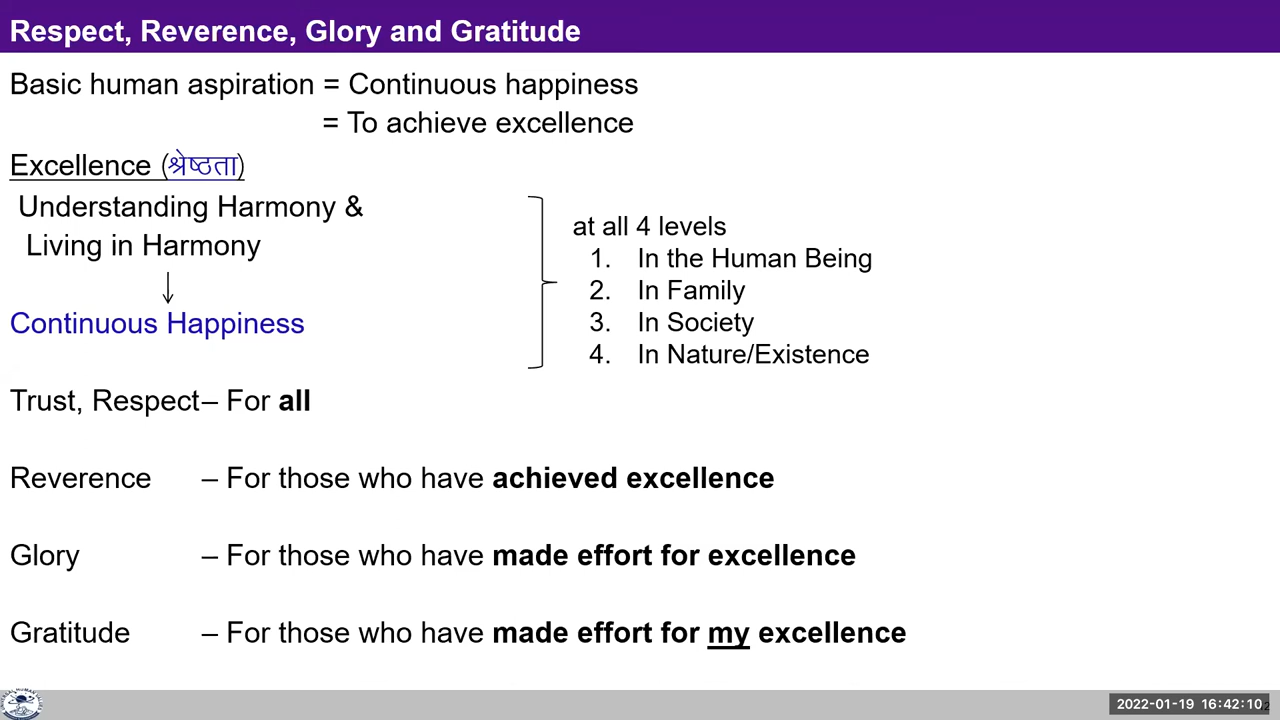 Respect, Reverence, Glory and Gratitude
Basic human aspiration = Continuous happiness
= To achieve excellence
Excellence (श्रेष्ठता)
Understanding Harmony &
Living in Harmony
Continuous Happiness
at all 4 levels
1. In the Human Being
2. In Family
3. In Society
4. In Nature/Existence
Trust, Respect– For all
Reverence – For those who have achieved excellence
Glory – For those who have made effort for excellence
Gratitude – For those who have made effort for my excellence
2022-01-19 16:42:10